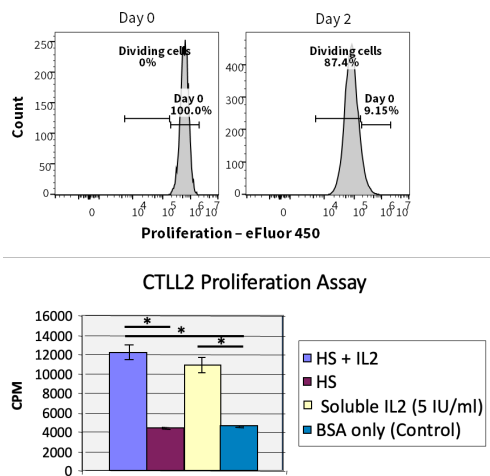 Day 0
Day 2
Count
250
200
150
100
50
0
Dividing cells
0%
Day 0
100.0%
0 10^4 10^5 10^6 10^7
400
300
200
100
0
Dividing cells
87.4%
Day 0
9.15%
0 10^4 10^5 10^6 10^7
Proliferation – eFluor 450
CTLL2 Proliferation Assay
CPM
16000
14000
12000
10000
8000
6000
4000
2000
0
*
*
*
HS + IL2
HS
Soluble IL2 (5 IU/ml)
BSA only (Control)